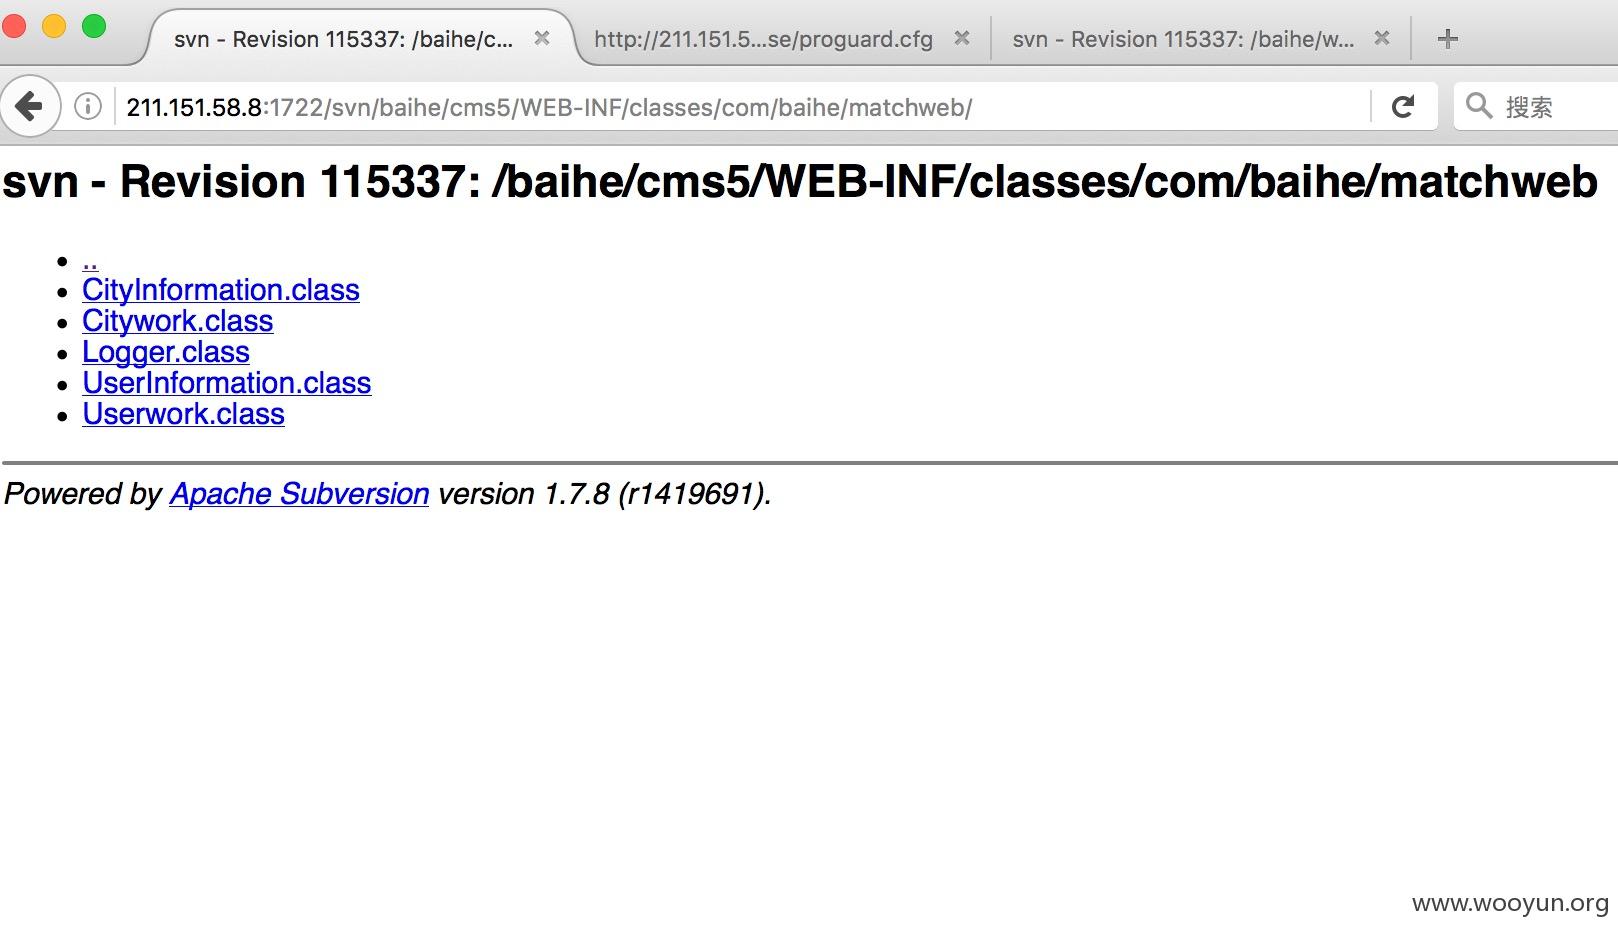 svn - Revision 115337: /baihe/c... http://211.151.5...se/proguard.cfg svn - Revision 115337: /baihe/w...
211.151.58.8:1722/svn/baihe/cms5/WEB-INF/classes/com/baihe/matchweb/ 搜索
svn - Revision 115337: /baihe/cms5/WEB-INF/classes/com/baihe/matchweb
..
CityInformation.class
Citywork.class
Logger.class
UserInformation.class
Userwork.class
Powered by Apache Subversion version 1.7.8 (r1419691).
www.wooyun.org